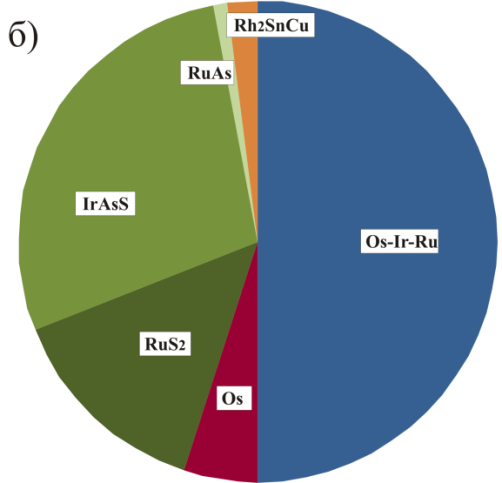 б)
Rh2SnCu
RuAs
IrAsS
Os-Ir-Ru
RuS2
Os